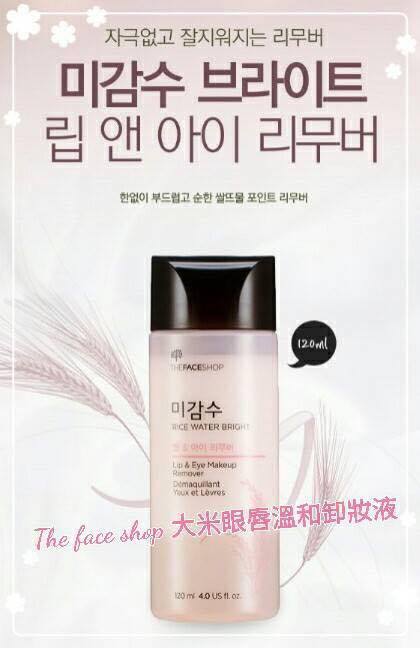 자극없고 잘지워지는 리무버
미감수 브라이트
립 앤 아이 리무버
한없이 부드럽고 순한 쌀뜨물 포인트 리무버
120ml
THEFACESHOP
미감수
RICE WATER BRIGHT
립 & 아이 리무버
Lip & Eye Makeup
Remover
Démaquillant
Yeux et Lèvres
The face shop 大米眼唇溫和卸妝液
120 ml 4.0 US fl. oz.